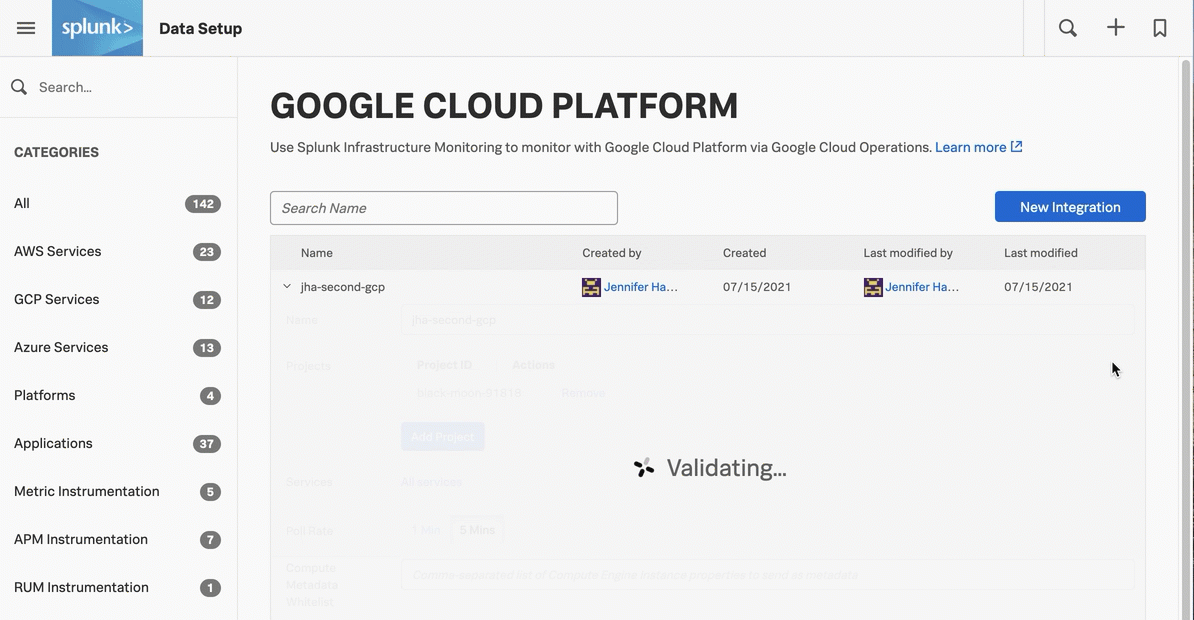 splunk>
Data Setup
Search...
CATEGORIES
All 142
AWS Services 23
GCP Services 12
Azure Services 13
Platforms 4
Applications 37
Metric Instrumentation 5
APM Instrumentation 7
RUM Instrumentation 1
GOOGLE CLOUD PLATFORM
Use Splunk Infrastructure Monitoring to monitor with Google Cloud Platform via Google Cloud Operations. Learn more
Search Name
New Integration
Name Created by Created Last modified by Last modified
jha-second-gcp Jennifer Ha... 07/15/2021 Jennifer Ha... 07/15/2021
Name jha-second-gcp
Projects Project ID Actions
Remove
Add Project
Validating...
Services All services
Poll Rate 1 Min 5 Mins
Compute
Metadata
Whitelist
Comma-separated list of Compute Engine instance properties to send as metadata